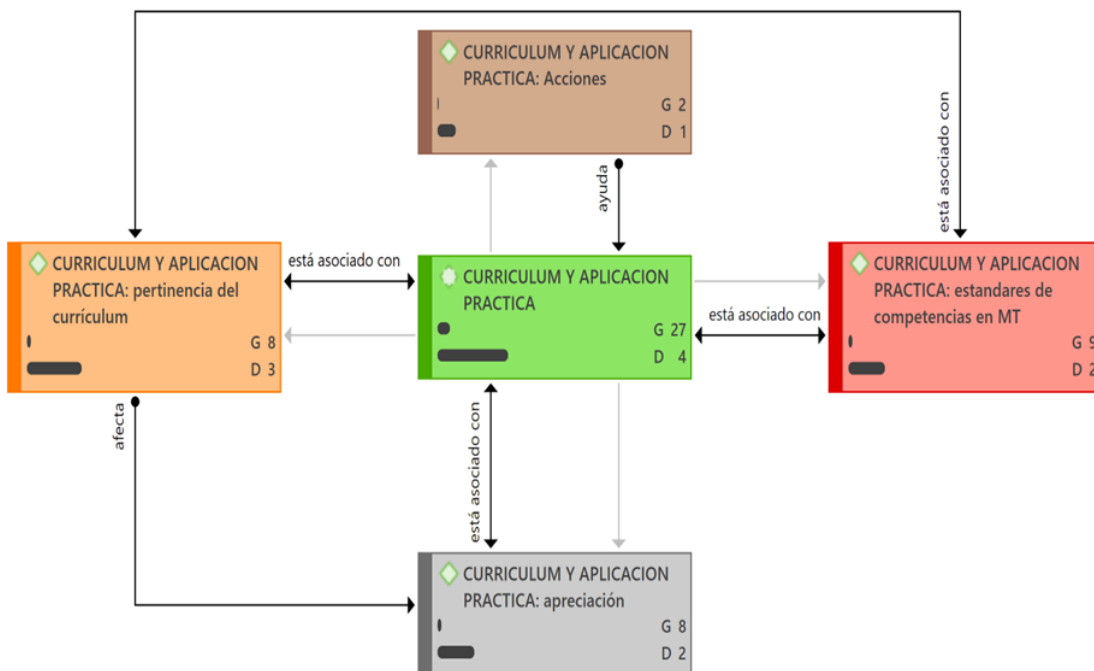 CURRICULUM Y APLICACION
PRACTICA: Acciones
G 2
D 1
está asociado con
ayuda
CURRICULUM Y APLICACION
PRACTICA: pertinencia del
currículum
G 8
D 3
está asociado con
CURRICULUM Y APLICACION
PRACTICA
G 27
D 4
está asociado con
CURRICULUM Y APLICACION
PRACTICA: estandares de
competencias en MT
G 9
D 2
afecta
está asociado con
CURRICULUM Y APLICACION
PRACTICA: apreciación
G 8
D 2